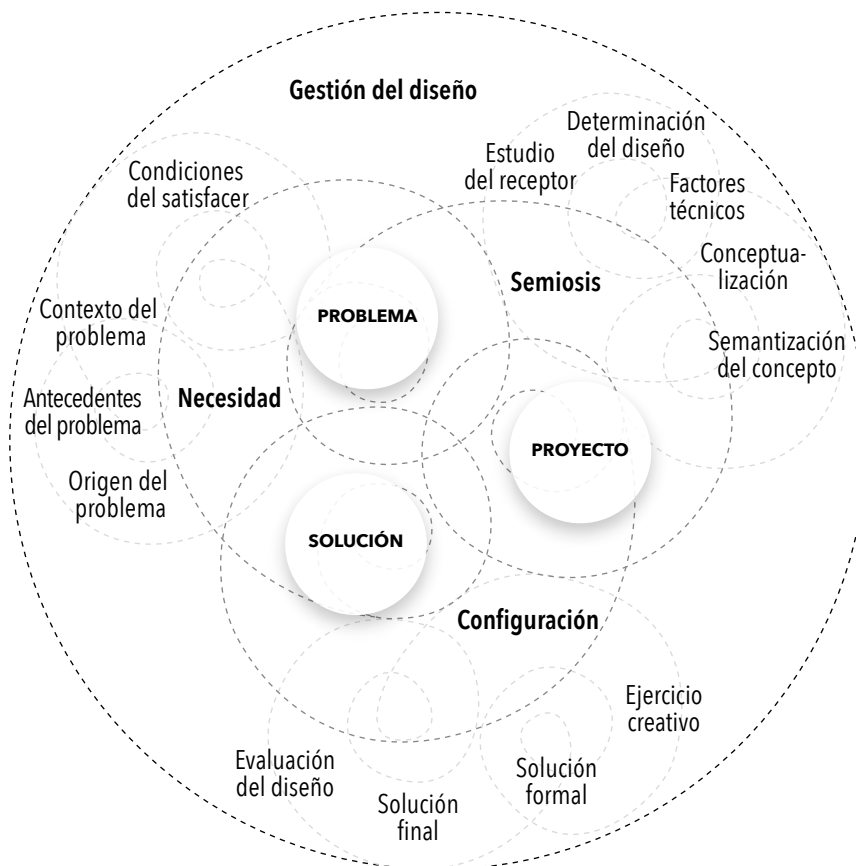 Gestión del diseño
Condiciones
del satisfacer
Contexto del
problema
Antecedentes
del problema
Origen del
problema
Necesidad
PROBLEMA
Estudio
del receptor
Determinación
del diseño
Factores
técnicos
Conceptua-
lización
Semantización
del concepto
Semiosis
PROYECTO
SOLUCIÓN
Configuración
Ejercicio
creativo
Solución
formal
Solución
final
Evaluación
del diseño